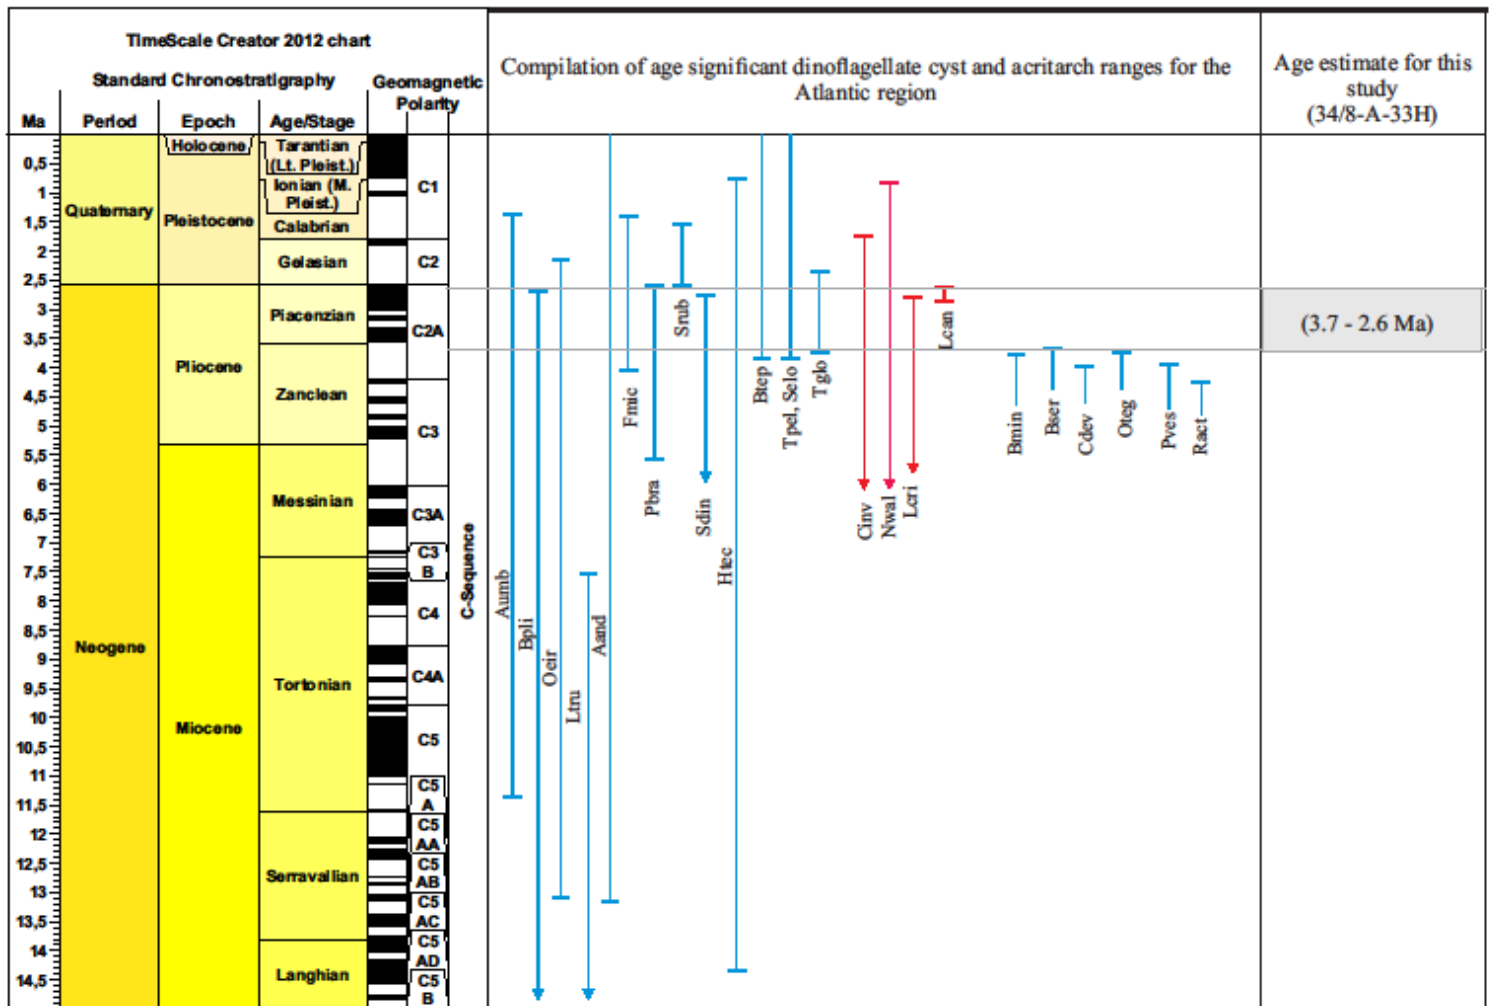 TimeScale Creator 2012 chart
Standard Chronostratigraphy
Geomagnetic
Polarity
Ma
Period
Epoch
Age/Stage
Compilation of age significant dinoflagellate cyst and acritarch ranges for the
Atlantic region
Age estimate for this
study
(34/8-A-33H)
0,5
1
1,5
2
2,5
3
3,5
4
4,5
5
5,5
6
6,5
7
7,5
8
8,5
9
9,5
10
10,5
11
11,5
12
12,5
13
13,5
14
14,5
Quaternary
Neogene
Holocene
Pleistocene
Pliocene
Miocene
Tarantian
(Lt. Pleist.)
Ionian (M.
Pleist.)
Calabrian
Gelasian
Piacenzian
Zanclean
Messinian
Tortonian
Serravallian
Langhian
C1
C2
C2A
C3
C3A
C3
B
C4
C4A
C5
C5
A
C5
AA
C5
AB
C5
AC
C5
AD
C5
B
C-Sequence
Aumb
Bpli
Ocir
Ltru
Aand
Fmic
Pbra
Srub
Sdin
Htec
Btep
Tpel, Selo
Tglo
Cinv
Nwal
Lcri
Lcan
Bmin
Bser
Cdev
Oteg
Pves
Ract
(3.7 - 2.6 Ma)